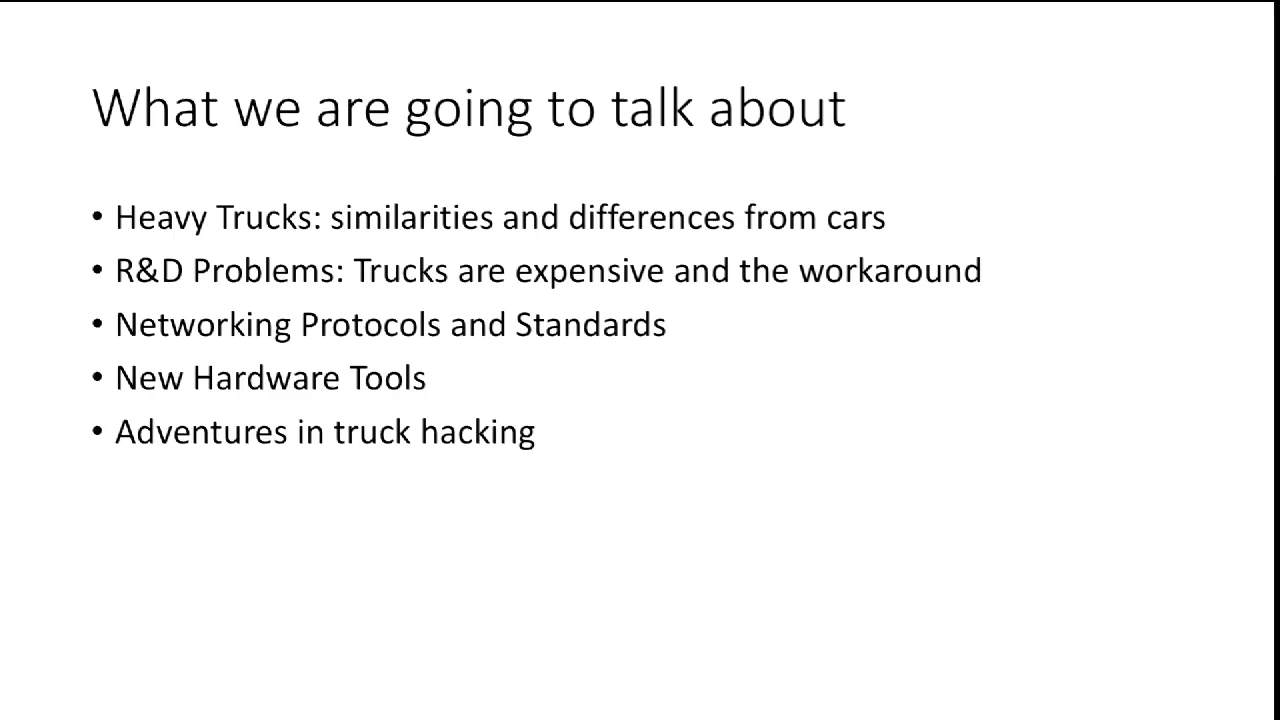 What we are going to talk about
• Heavy Trucks: similarities and differences from cars
• R&D Problems: Trucks are expensive and the workaround
• Networking Protocols and Standards
• New Hardware Tools
• Adventures in truck hacking